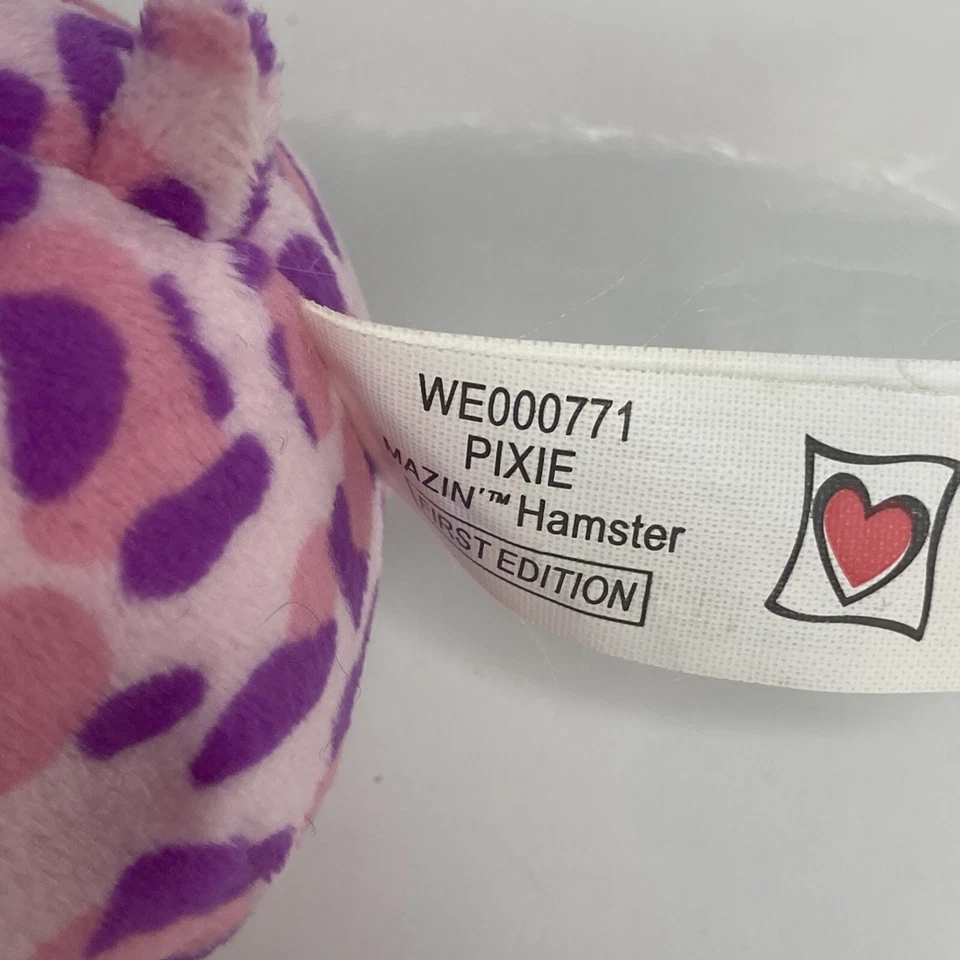 WE000771
PIXIE
MAZIN'™ Hamster
FIRST EDITION